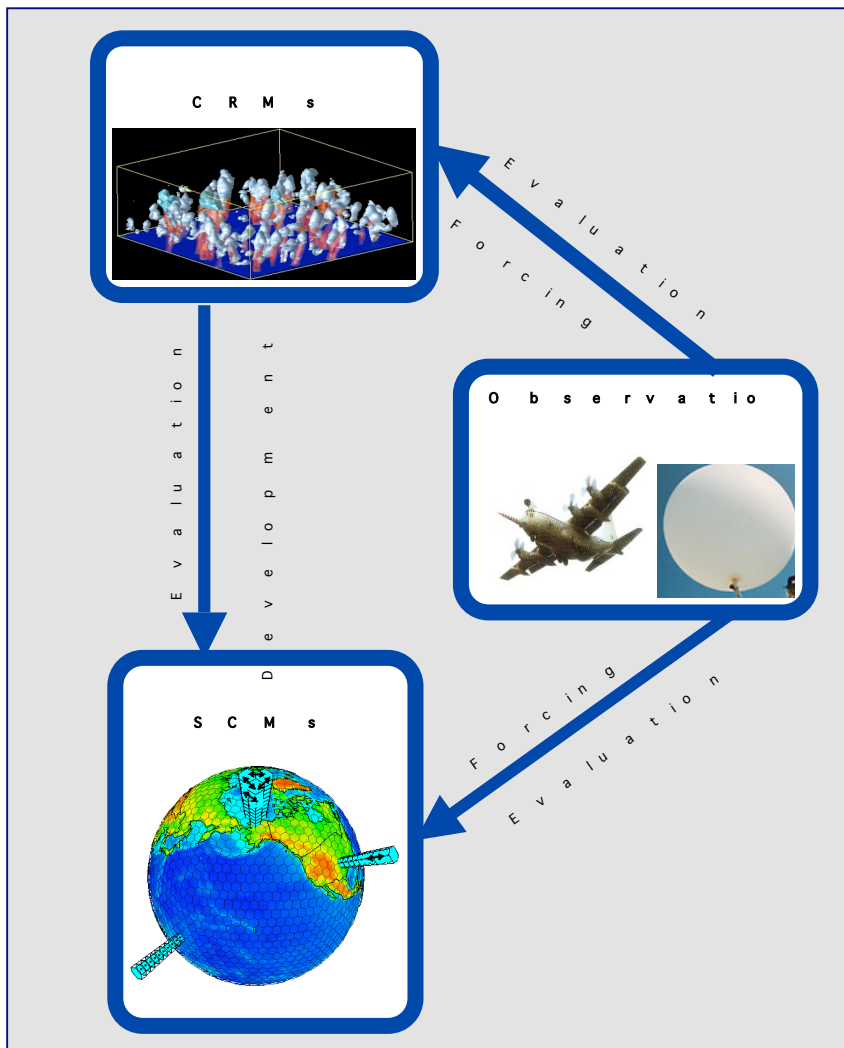 CRMs
Evaluation
Forcing
Evaluation
Development
Observatio
Forcing
Evaluation
SCMs